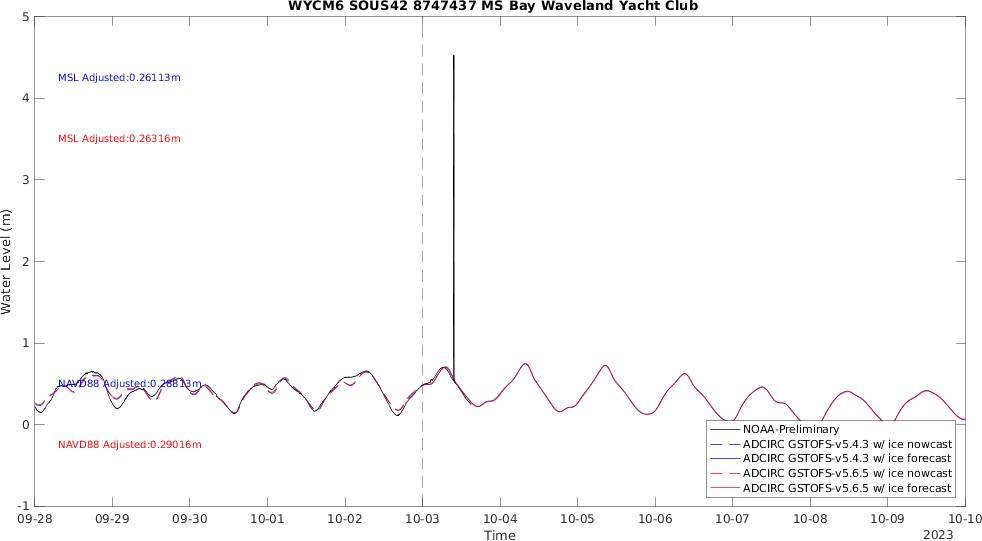 WYCM6 SOUS42 8747437 MS Bay Waveland Yacht Club
5
4
3
2
1
0
-1
Water Level (m)
MSL Adjusted:0.26113m
MSL Adjusted:0.26316m
NAVD88 Adjusted:0.28813m
NAVD88 Adjusted:0.29016m
NOAA-Preliminary
ADCIRC GSTOFS-v5.4.3 w/ ice nowcast
ADCIRC GSTOFS-v5.4.3 w/ ice forecast
ADCIRC GSTOFS-v5.6.5 w/ ice nowcast
ADCIRC GSTOFS-v5.6.5 w/ ice forecast
09-28 09-29 09-30 10-01 10-02 10-03 10-04 10-05 10-06 10-07 10-08 10-09 10-10
Time
2023